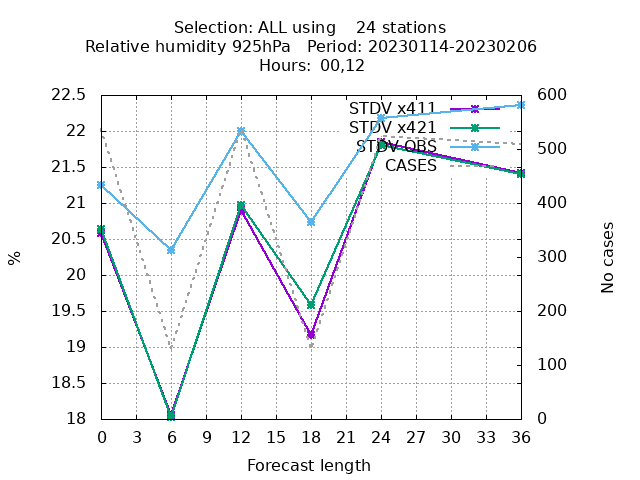 Selection: ALL using    24 stations
Relative humidity 925hPa   Period: 20230114-20230206
Hours: 00,12
STDV x411
STDV x421
STDV OBS
CASES
22.5
22
21.5
21
20.5
20
19.5
19
18.5
18
600
500
400
300
200
100
0
%
No cases
0 3 6 9 12 15 18 21 24 27 30 33 36
Forecast length